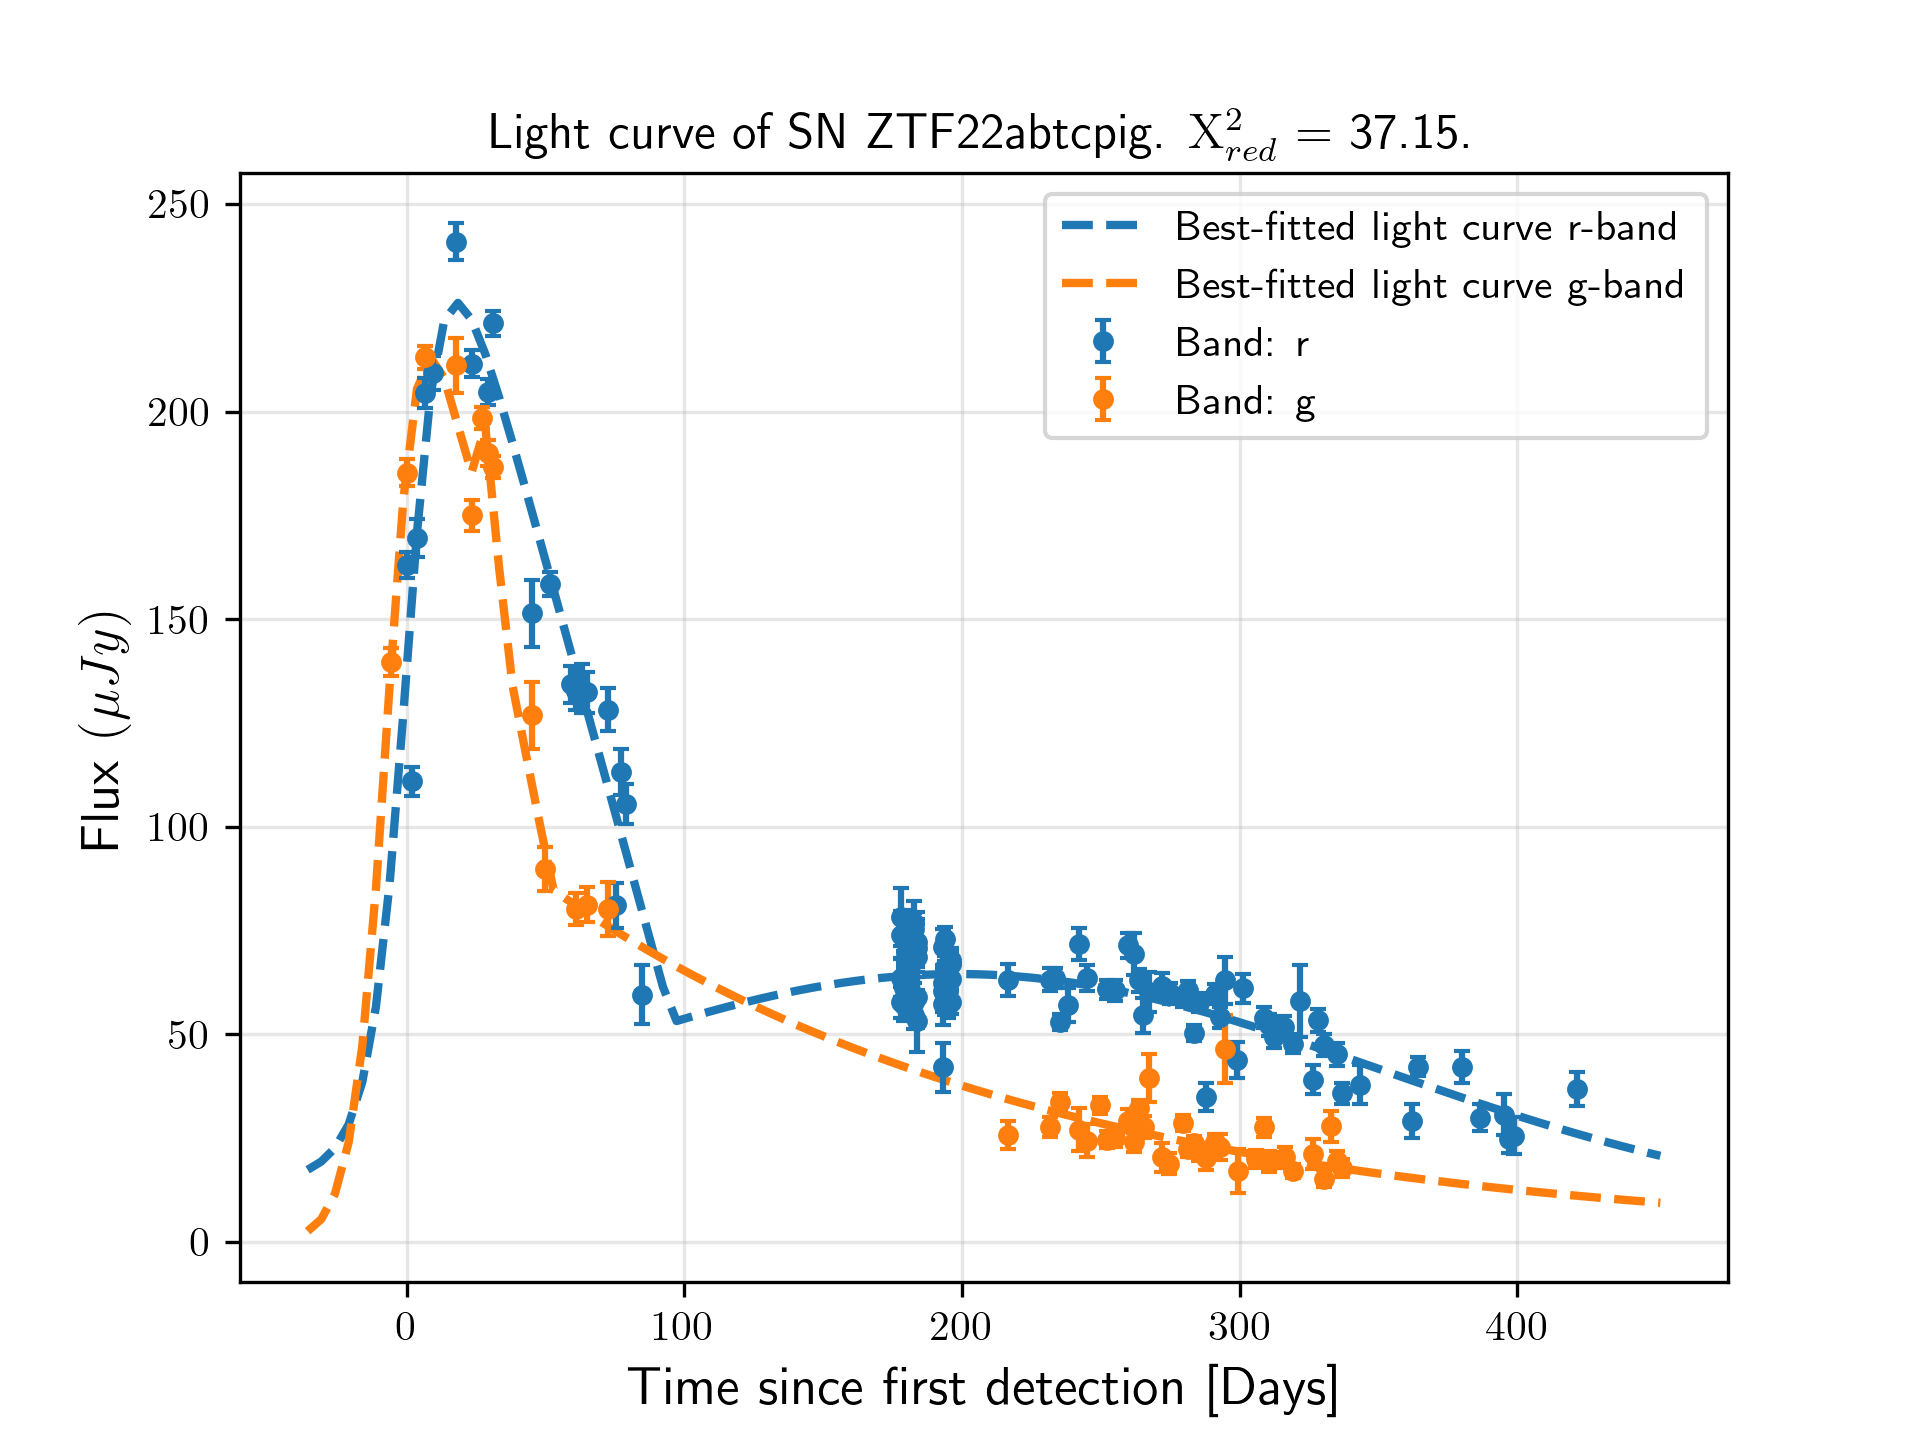 Light curve of SN ZTF22abtcpig. X²_red = 37.15.
250
200
150
100
50
0
Flux (μJy)
Best-fitted light curve r-band
Best-fitted light curve g-band
Band: r
Band: g
0 100 200 300 400
Time since first detection [Days]